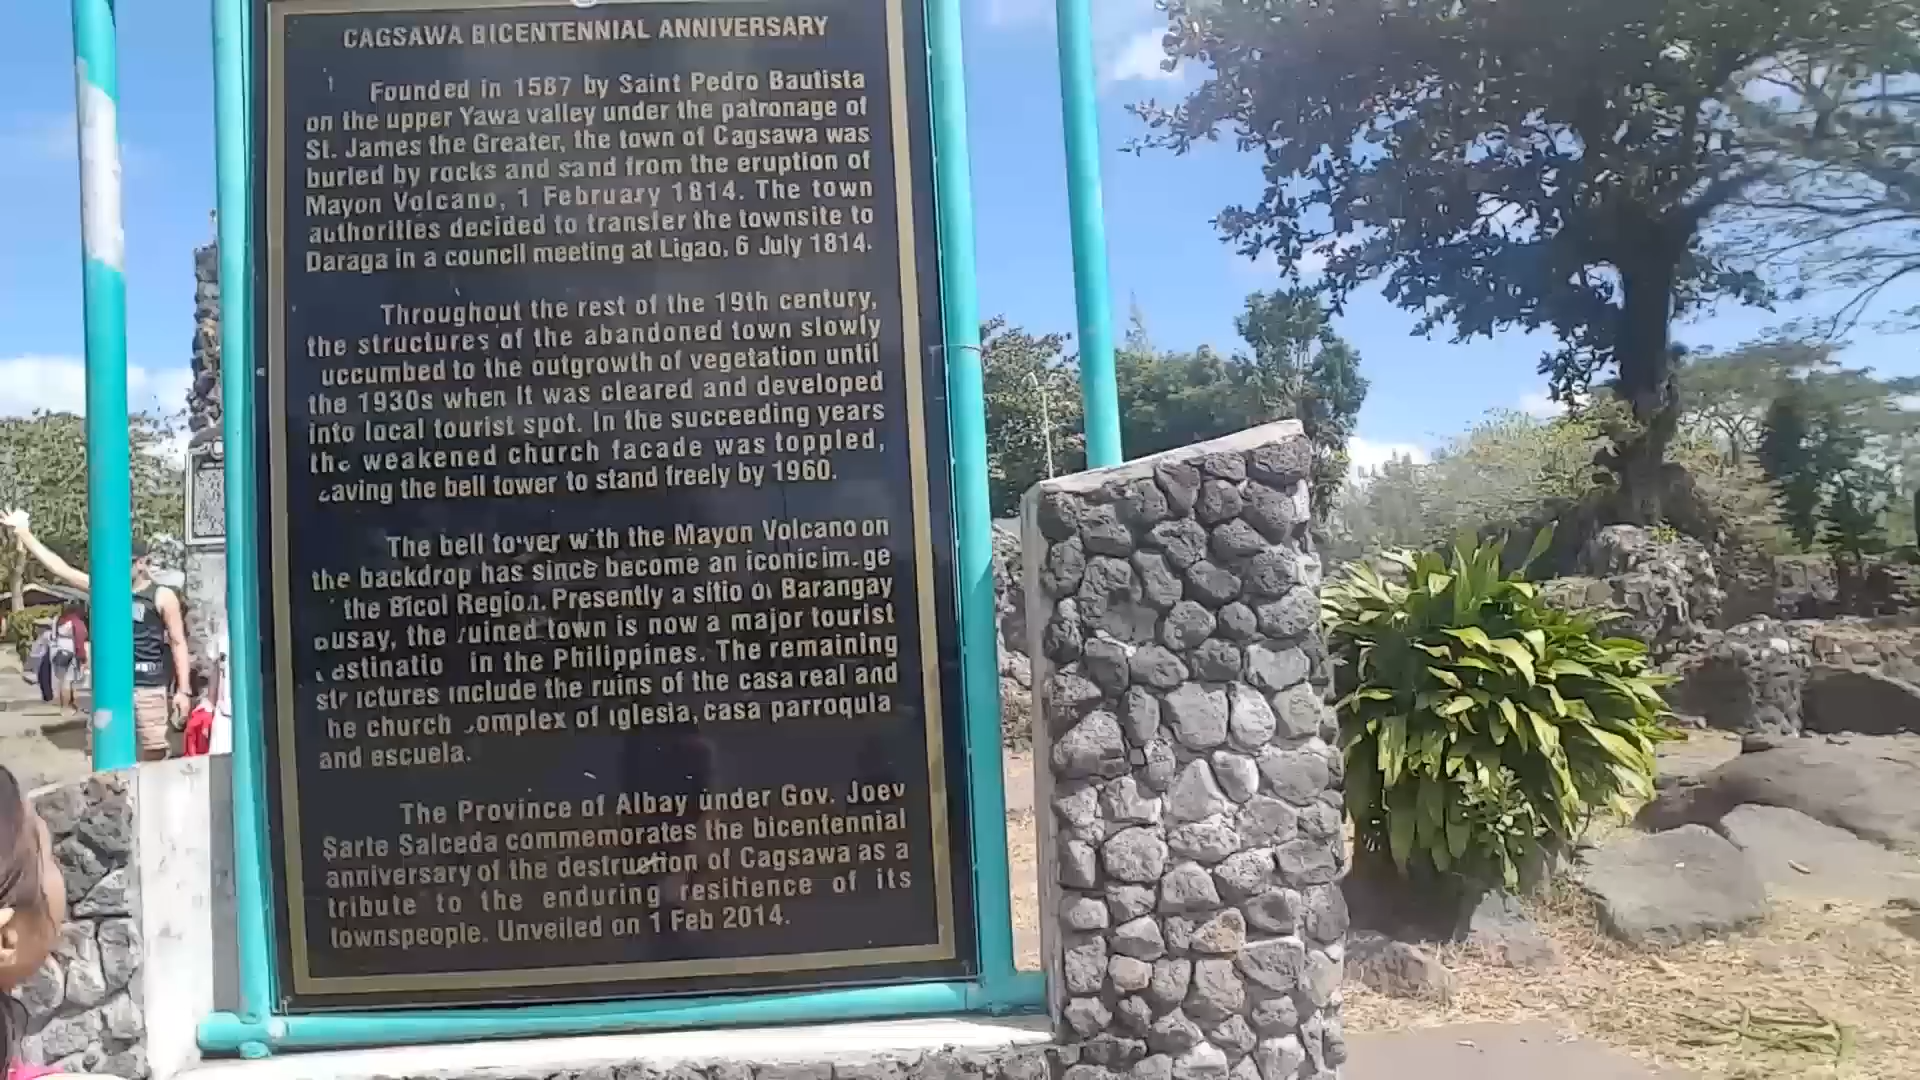 CAGSAWA BICENTENNIAL ANNIVERSARY
Founded in 1587 by Saint Pedro Bautista
on the upper Yawa valley under the patronage of
St. James the Greater, the town of Cagsawa was
buried by rocks and sand from the eruption of
Mayon Volcano, 1 February 1814. The town
authorities decided to transfer the townsite to
Daraga in a council meeting at Ligao, 6 July 1814.
Throughout the rest of the 19th century,
the structures of the abandoned town slowly
uccumbed to the outgrowth of vegetation until
the 1930s when it was cleared and developed
into local tourist spot. In the succeeding years
the weakened church facade was toppled,
eaving the bell tower to stand freely by 1960.
The bell tower with the Mayon Volcano on
the backdrop has since become an iconic image
the Bicol Region. Presently a sitio of Barangay
usay, the ruined town is now a major tourist
estinatio in the Philippines. The remaining
structures include the ruins of the casa real and
he church omplex of iglesia, casa parroquia
and escuela.
The Province of Albay under Gov. Joey
Sarte Salceda commemorates the bicentennial
anniversary of the destruction of Cagsawa as a
tribute to the enduring resilience of its
townspeople. Unveiled on 1 Feb 2014.